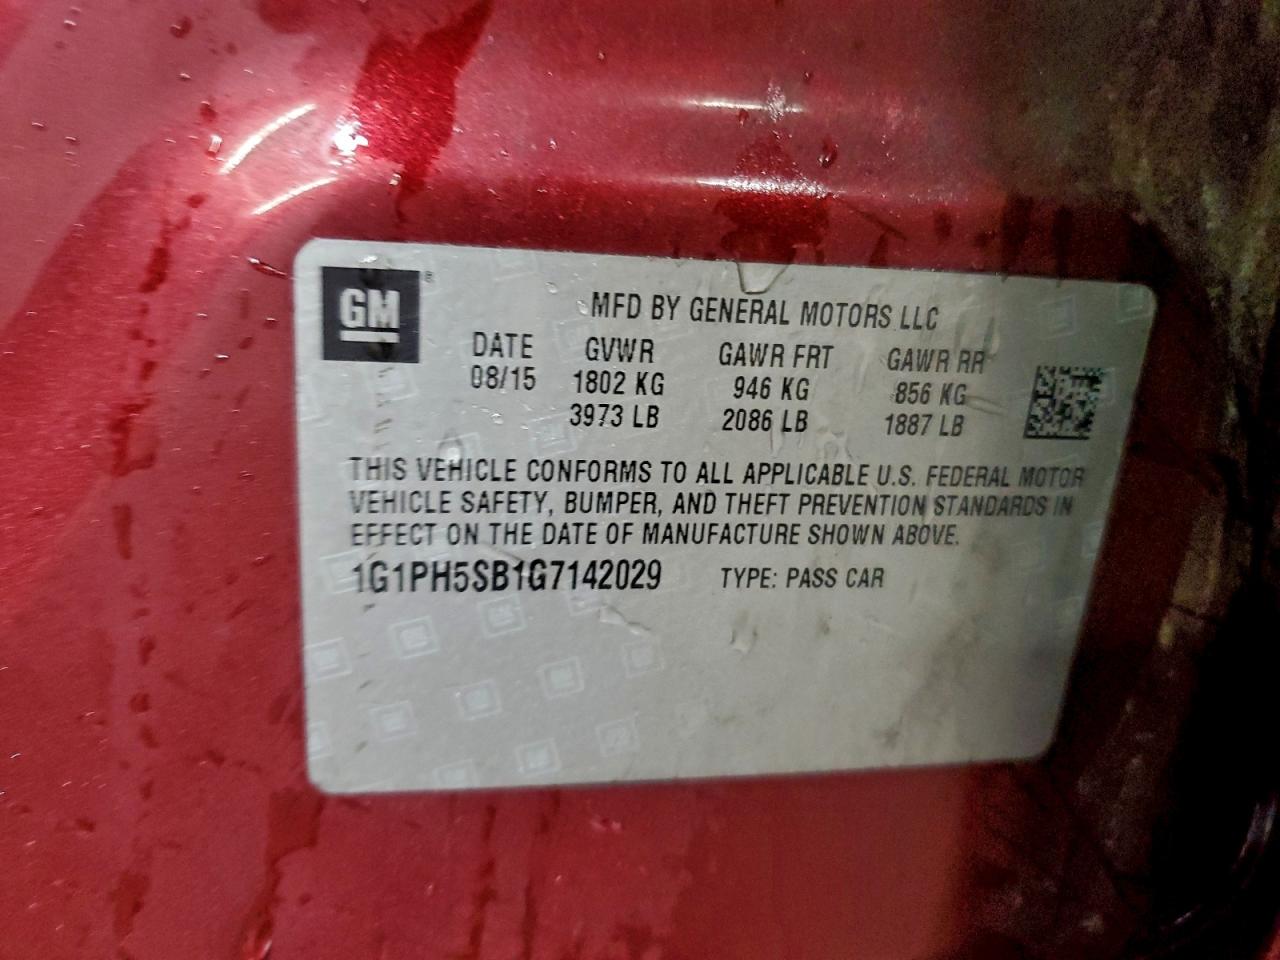 GM®
MFD BY GENERAL MOTORS LLC
DATE GVWR GAWR FRT GAWR RR
08/15 1802 KG 946 KG 856 KG
3973 LB 2086 LB 1887 LB
THIS VEHICLE CONFORMS TO ALL APPLICABLE U.S. FEDERAL MOTOR
VEHICLE SAFETY, BUMPER, AND THEFT PREVENTION STANDARDS IN
EFFECT ON THE DATE OF MANUFACTURE SHOWN ABOVE.
1G1PH5SB1G7142029 TYPE: PASS CAR